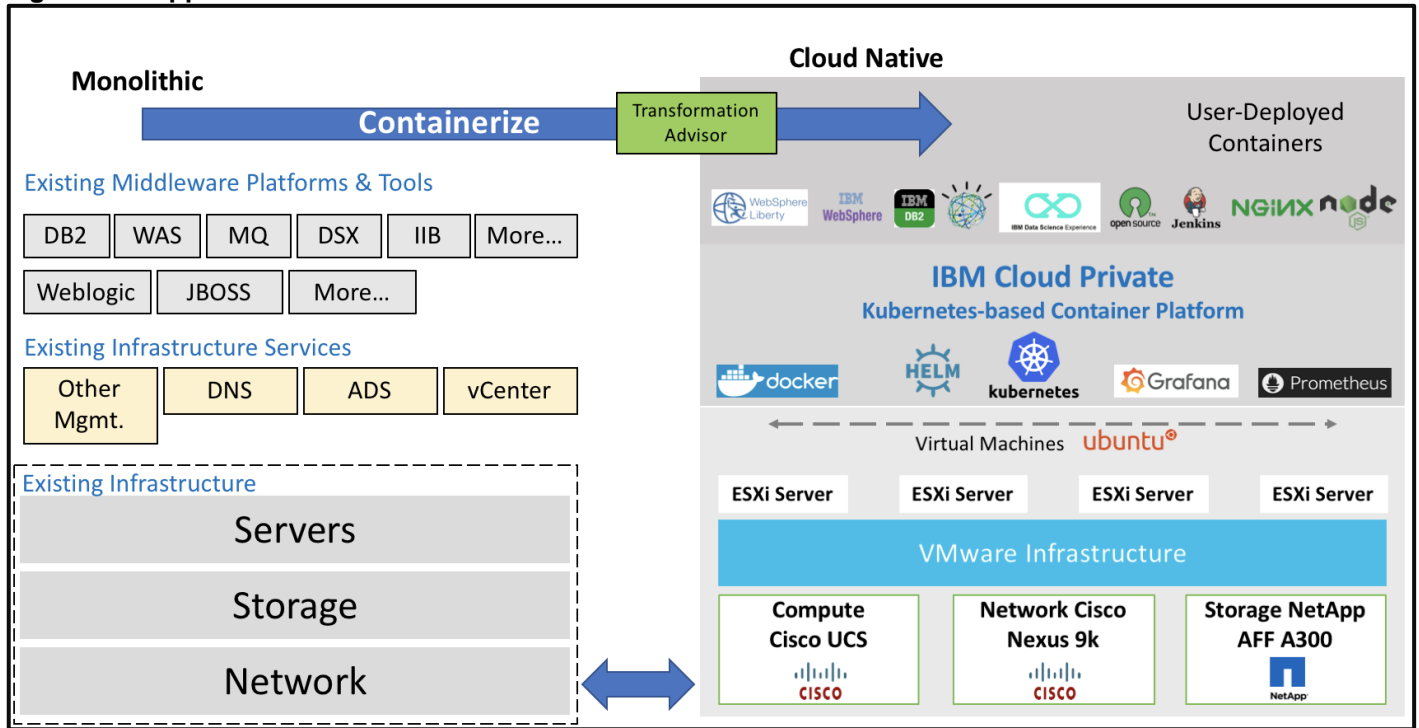 Monolithic
Cloud Native
Containerize
Transformation
Advisor
User-Deployed
Containers
Existing Middleware Platforms & Tools
DB2
WAS
MQ
DSX
IIB
More...
Weblogic
JBOSS
More...
WebSphere
Liberty
IBM
WebSphere
IBM
DB2
IBM Data Science Experience
open source
Jenkins
NGINX
node
JS
IBM Cloud Private
Kubernetes-based Container Platform
docker
HELM
kubernetes
Grafana
Prometheus
Existing Infrastructure Services
Other
Mgmt.
DNS
ADS
vCenter
Virtual Machines
ubuntu
Existing Infrastructure
Servers
Storage
Network
ESXi Server
ESXi Server
ESXi Server
ESXi Server
VMware Infrastructure
Compute
Cisco UCS
CISCO
Network Cisco
Nexus 9k
CISCO
Storage NetApp
AFF A300
NetApp